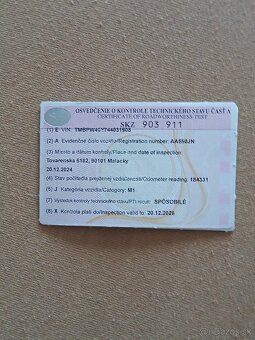 OSVEDČENIE O KONTROLE TECHNICKÉHO STAVU ČASŤ A
CERTIFICATE OF ROADWORTHINESS TEST
SKZ 903 911
(1) E VIN:
(2) A Evidenčné číslo vozidla/Registration number: AA550JN
(3) Miesto a dátum kontroly/Place and date of inspection:
Tovarenska 5182, 90101 Malacky
20.12.2024
(4) Stav počítadla prejdenej vzdialenosti/Odometer reading: 184331
(5) J Kategória vozidla/Category: M1
(7) Výsledok kontroly technického stavu/PTI result: SPÔSOBILÉ
(8) X Kontrola platí do/Inspection valid to: 20.12.2026